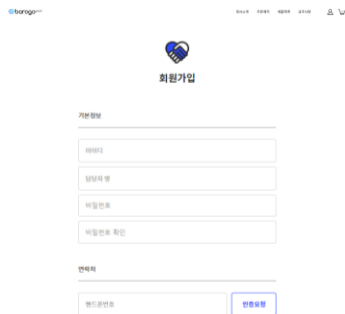 barogo
회원가입
기본정보
아이디
담당자 명
비밀번호
비밀번호 확인
연락처
핸드폰번호
인증요청